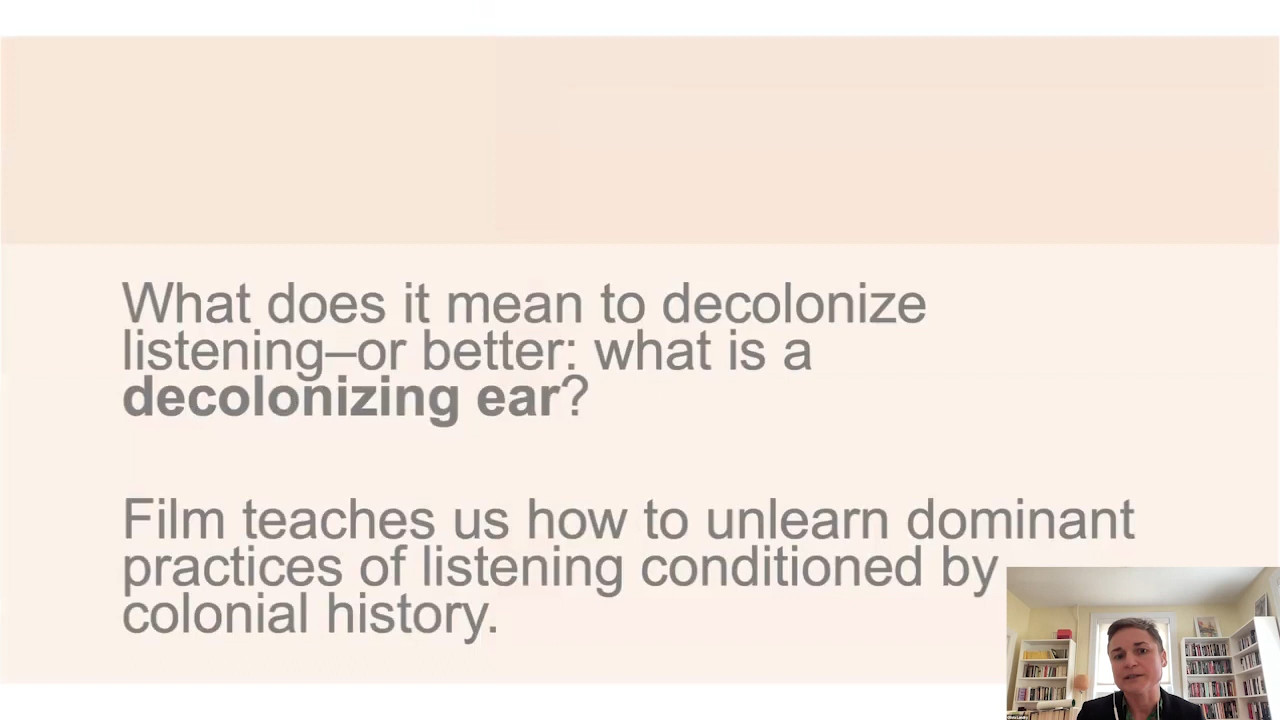 What does it mean to decolonize
listening–or better: what is a
decolonizing ear?
Film teaches us how to unlearn dominant
practices of listening conditioned by
colonial history.